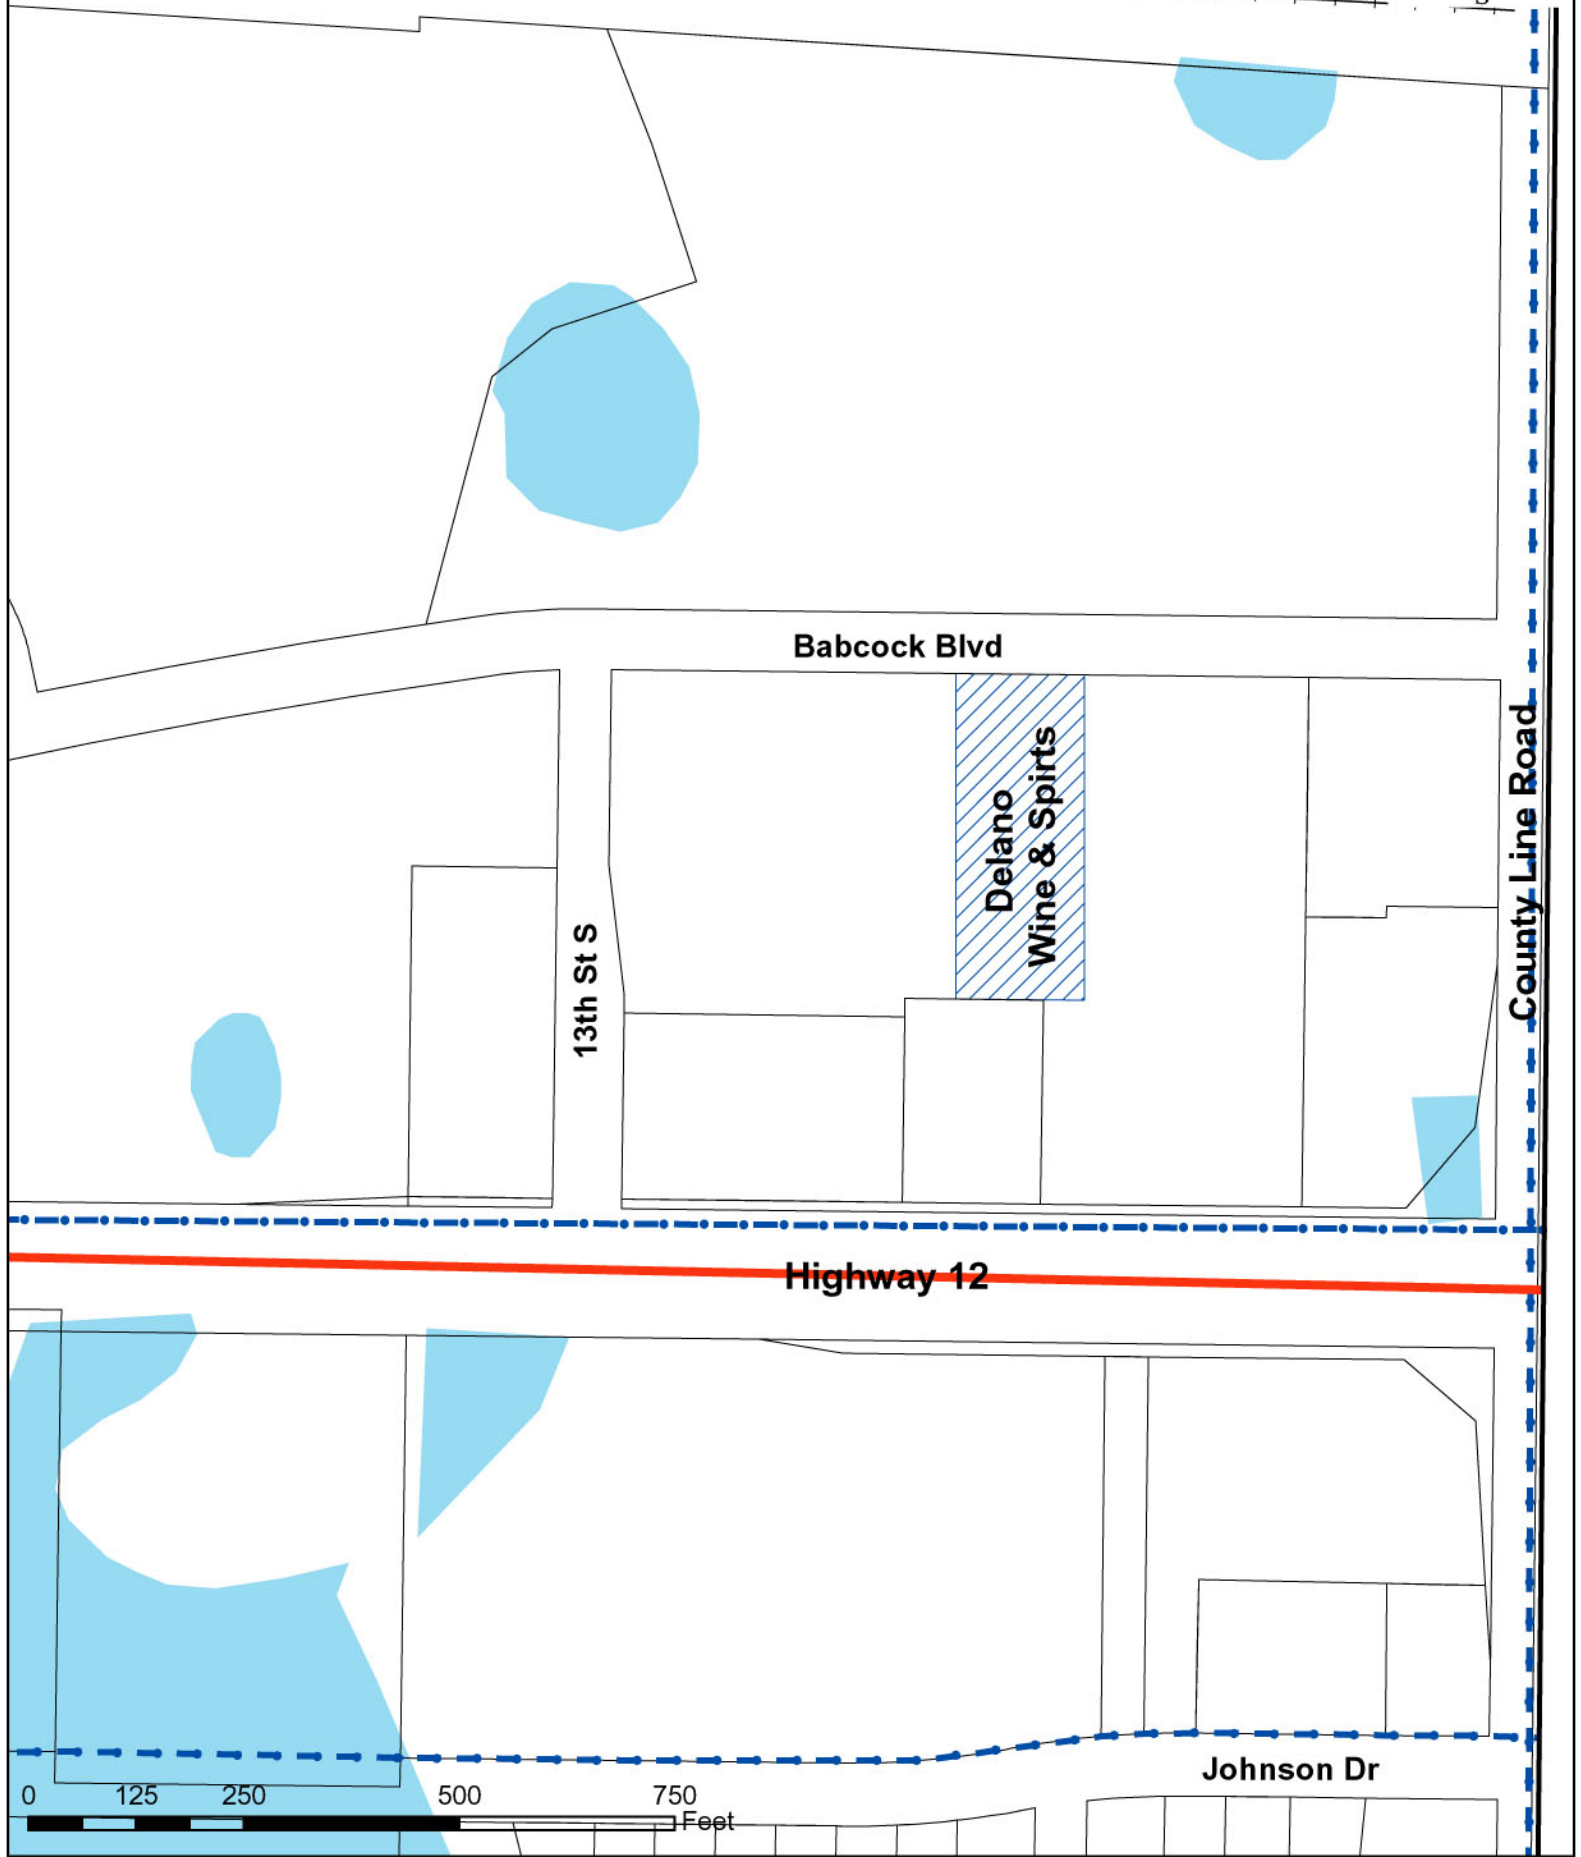 Babcock Blvd
Delano
Wine & Spirts
County Line Road
13th St S
Highway 12
Johnson Dr
0 125 250 500 750
Feet